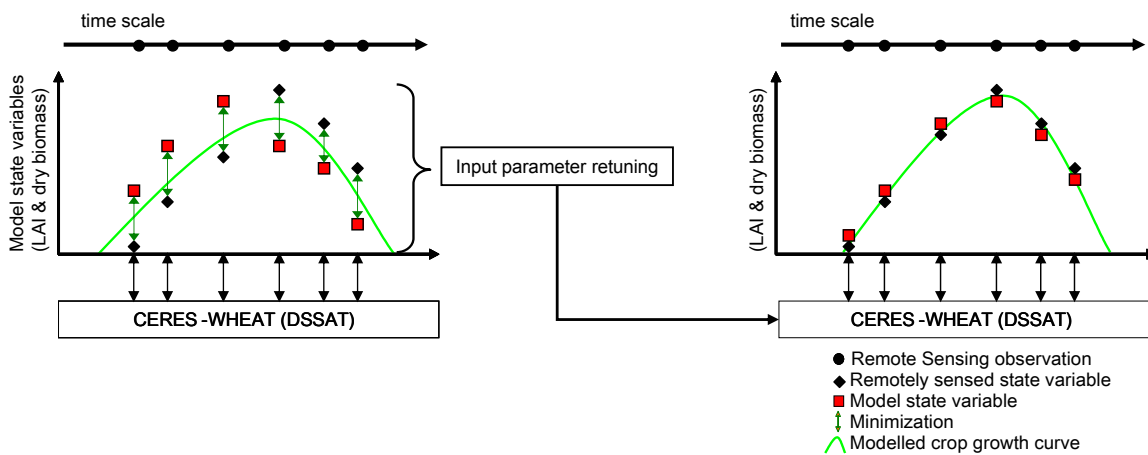 time scale
Model state variables
(LAI & dry biomass)
Input parameter retuning
CERES -WHEAT (DSSAT)
time scale
(LAI & dry biomass)
CERES -WHEAT (DSSAT)
Remote Sensing observation
Remotely sensed state variable
Model state variable
Minimization
Modelled crop growth curve